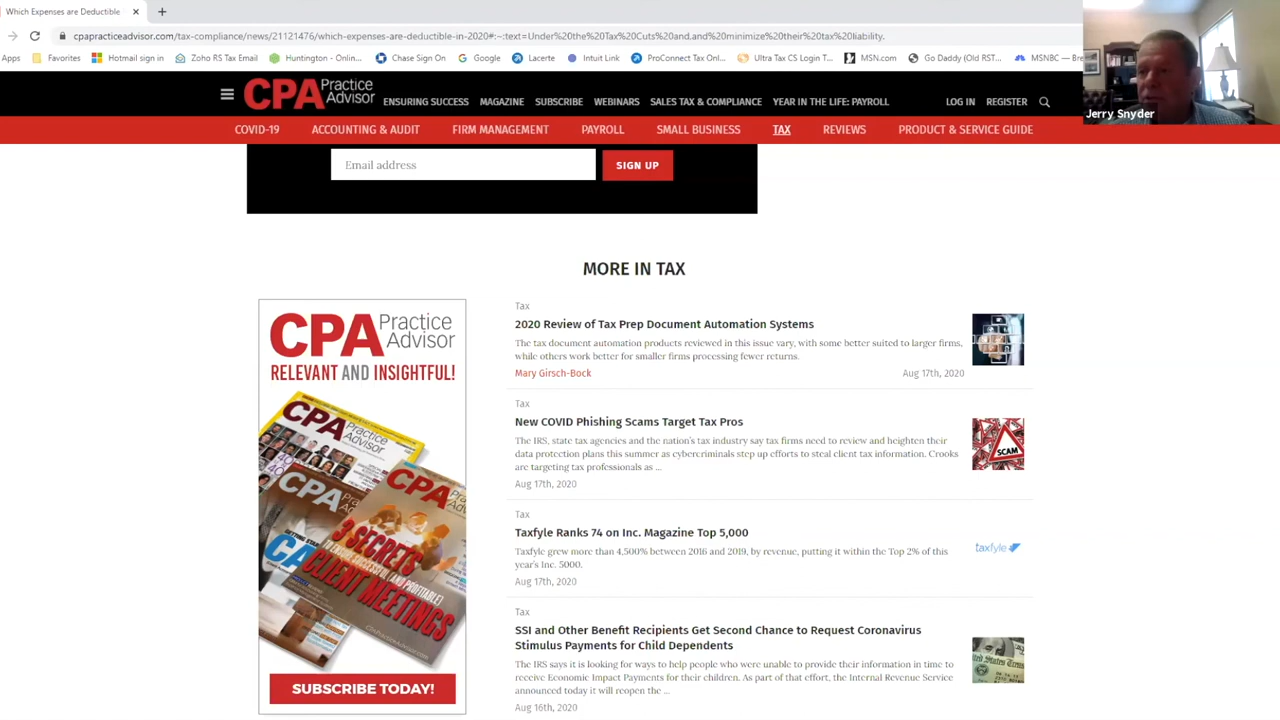 Which Expenses are Deductible
cpapracticeadvisor.com/tax-compliance/news/21121476/which-expenses-are-deductible-in-2020#:~:text=Under%20the%20Tax%20Cuts%20and,and%20minimize%20their%20tax%20liability.
Apps Favorites Hotmail sign in Zoho RS Tax Email Huntington - Onlin... Chase Sign On Google Lacerte Intuit Link ProConnect Tax Onl... Ultra Tax CS Login T... MSN.com Go Daddy (Old RST... MSNBC — Bre
Jerry Snyder
CPA Practice Advisor
ENSURING SUCCESS MAGAZINE SUBSCRIBE WEBINARS SALES TAX & COMPLIANCE YEAR IN THE LIFE: PAYROLL LOG IN REGISTER
COVID-19 ACCOUNTING & AUDIT FIRM MANAGEMENT PAYROLL SMALL BUSINESS TAX REVIEWS PRODUCT & SERVICE GUIDE
Email address SIGN UP
MORE IN TAX
CPA Practice Advisor
RELEVANT AND INSIGHTFUL!
CPA Practice Advisor
CPA
CPA
3 SECRETS
CLIENT MEETINGS
SUBSCRIBE TODAY!
Tax
2020 Review of Tax Prep Document Automation Systems
The tax document automation products reviewed in this issue vary, with some better suited to larger firms,
while others work better for smaller firms processing fewer returns.
Mary Girsch-Bock Aug 17th, 2020
Tax
New COVID Phishing Scams Target Tax Pros
The IRS, state tax agencies and the nation's tax industry say tax firms need to review and heighten their
data protection plans this summer as cybercriminals step up efforts to steal client tax information. Crooks
are targeting tax professionals as ...
Aug 17th, 2020
SCAM
Tax
Taxfyle Ranks 74 on Inc. Magazine Top 5,000
Taxfyle grew more than 4,500% between 2016 and 2019, by revenue, putting it within the Top 2% of this
year's Inc. 5000.
Aug 17th, 2020
taxfyle
Tax
SSI and Other Benefit Recipients Get Second Chance to Request Coronavirus
Stimulus Payments for Child Dependents
The IRS says it is looking for ways to help people who were unable to provide their information in time to
receive Economic Impact Payments for their children. As part of that effort, the Internal Revenue Service
announced today it will reopen the ...
Aug 16th, 2020